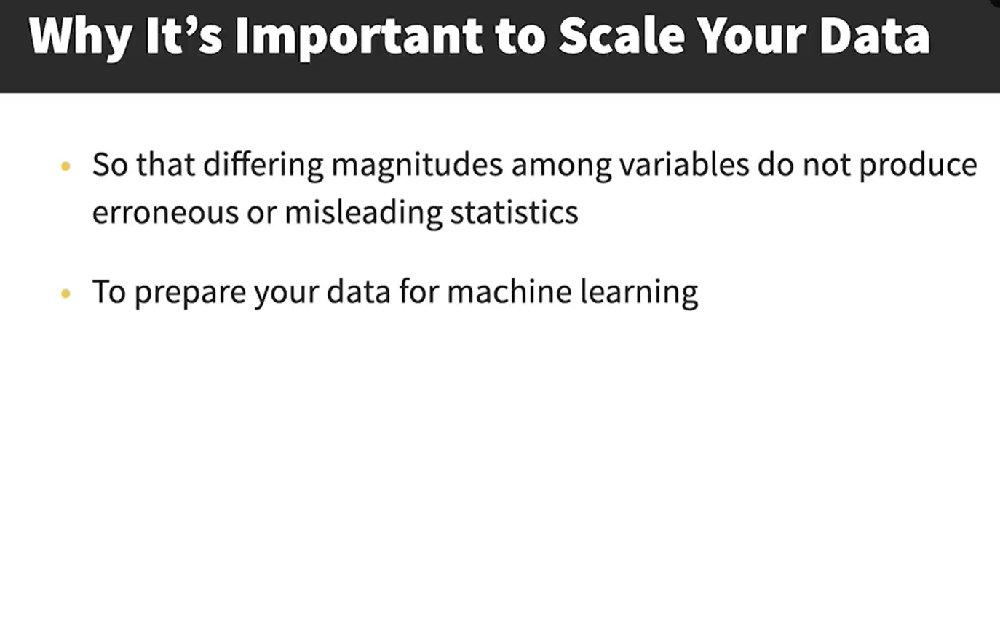 Why It’s Important to Scale Your Data
• So that differing magnitudes among variables do not produce
erroneous or misleading statistics
• To prepare your data for machine learning